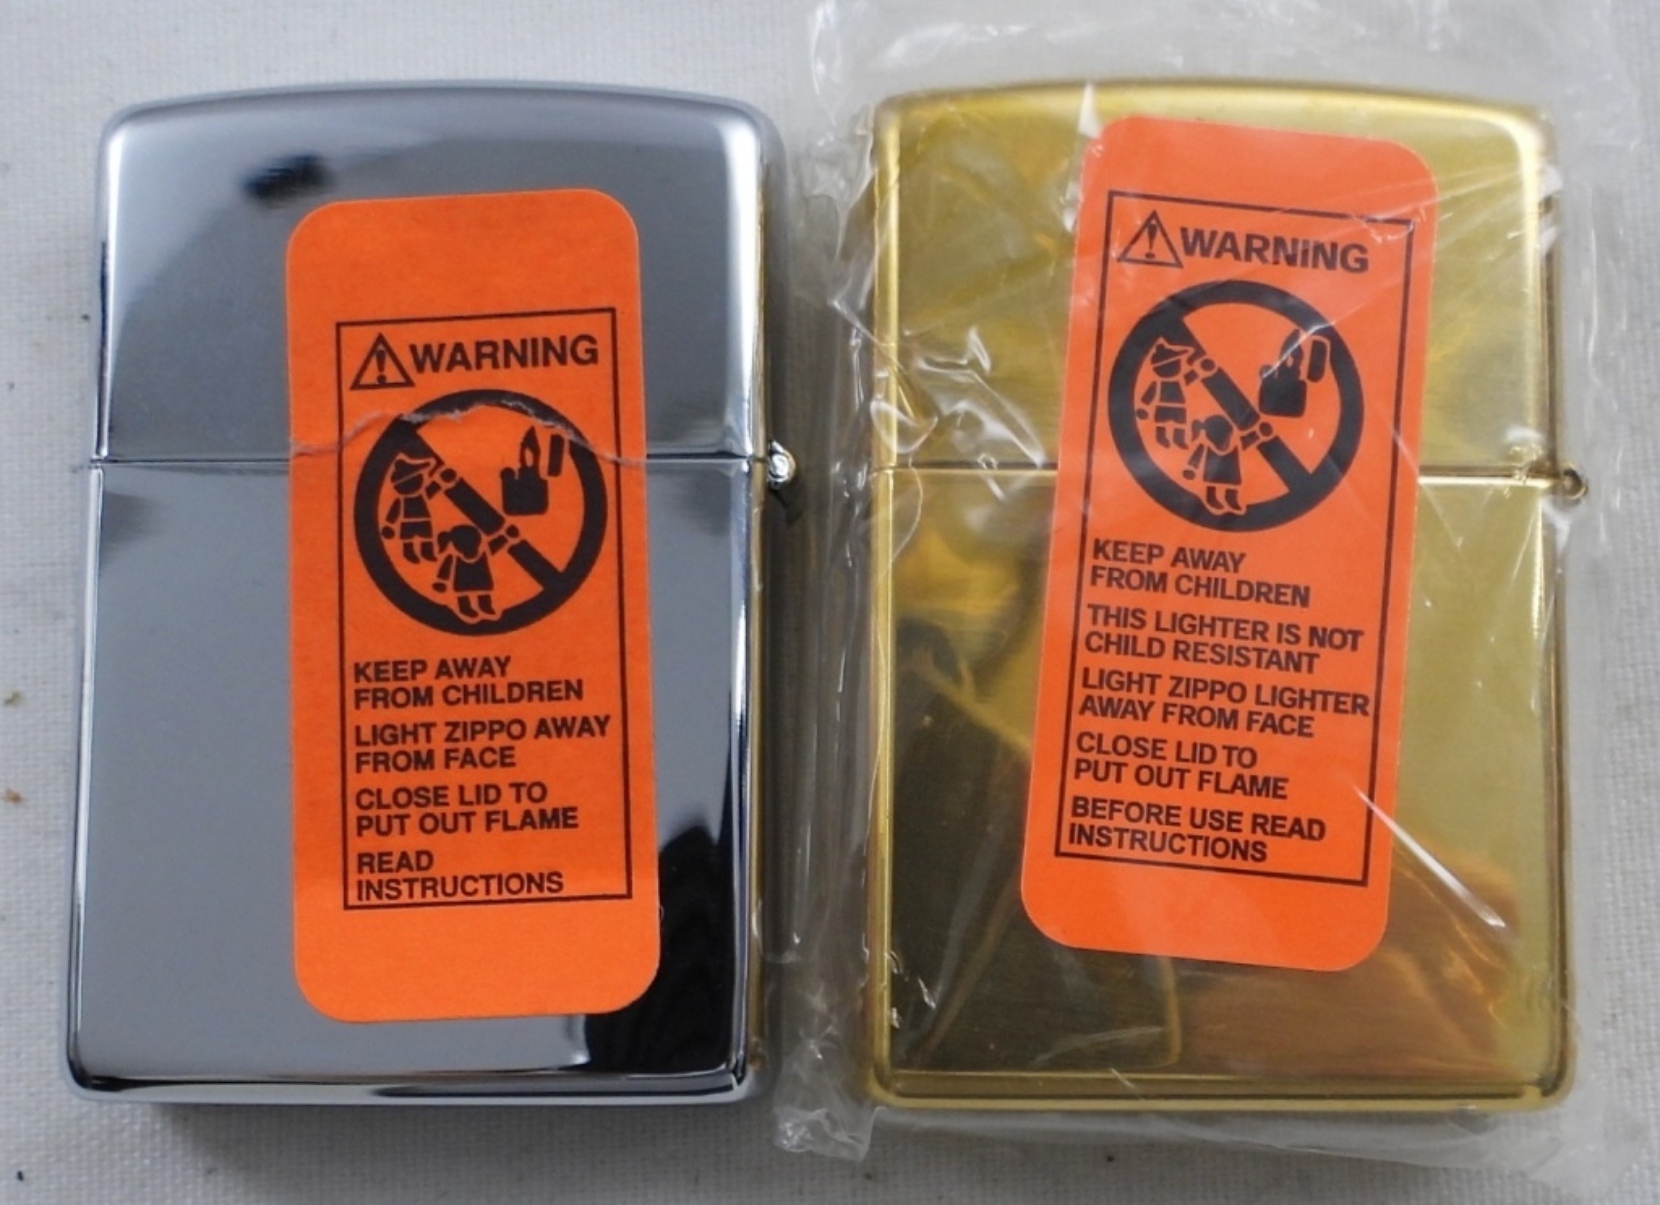 WARNING
KEEP AWAY
FROM CHILDREN
LIGHT ZIPPO AWAY
FROM FACE
CLOSE LID TO
PUT OUT FLAME
READ
INSTRUCTIONS
WARNING
KEEP AWAY
FROM CHILDREN
THIS LIGHTER IS NOT
CHILD RESISTANT
LIGHT ZIPPO LIGHTER
AWAY FROM FACE
CLOSE LID TO
PUT OUT FLAME
BEFORE USE READ
INSTRUCTIONS